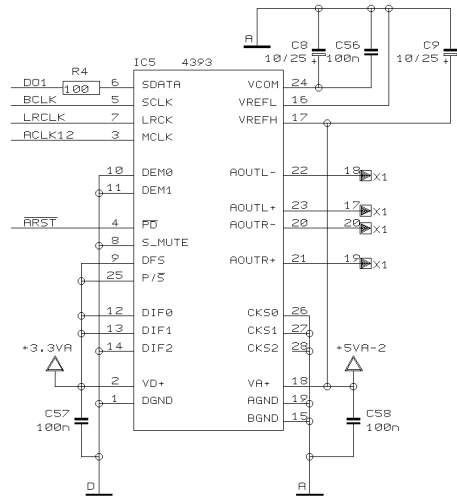 A
C8
10/25
+
C56
100n
C9
10/25
+
IC5 4393
R4
100
DO1 6 SDATA VCOM 24
BCLK 5 SCLK VREFL 16
LRCLK 7 LRCK VREFH 17
ACLK12 3 MCLK
10 DEM0 AOUTL- 22 18 X1
11 DEM1
AOUTL+ 23 17 X1
ARST 4 PD AOUTR- 20 20 X1
8 S_MUTE
9 DFS AOUTR+ 21 19 X1
25 P/S
12 DIF0 CKS0 26
13 DIF1 CKS1 27
14 DIF2 CKS2 28
+3.3VA +5VA-2
2 VD+ VA+ 18
1 DGND AGND 19
BGND 15
C57
100n
C58
100n
D A